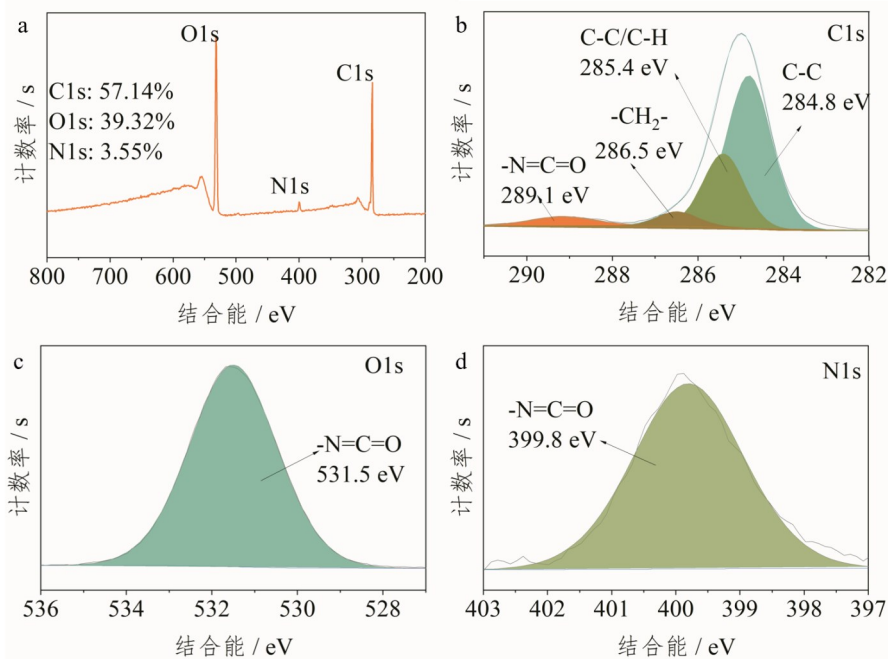 a
O1s
C1s
C1s: 57.14%
O1s: 39.32%
N1s: 3.55%
N1s
计数率 / s
800 700 600 500 400 300 200
结合能 / eV
b
C1s
C-C/C-H
285.4 eV
C-C
284.8 eV
-CH₂-
286.5 eV
-N=C=O
289.1 eV
计数率 / s
290 288 286 284 282
结合能 / eV
c
O1s
-N=C=O
531.5 eV
计数率 / s
536 534 532 530 528
结合能 / eV
d
N1s
-N=C=O
399.8 eV
计数率 / s
403 402 401 400 399 398 397
结合能 / eV